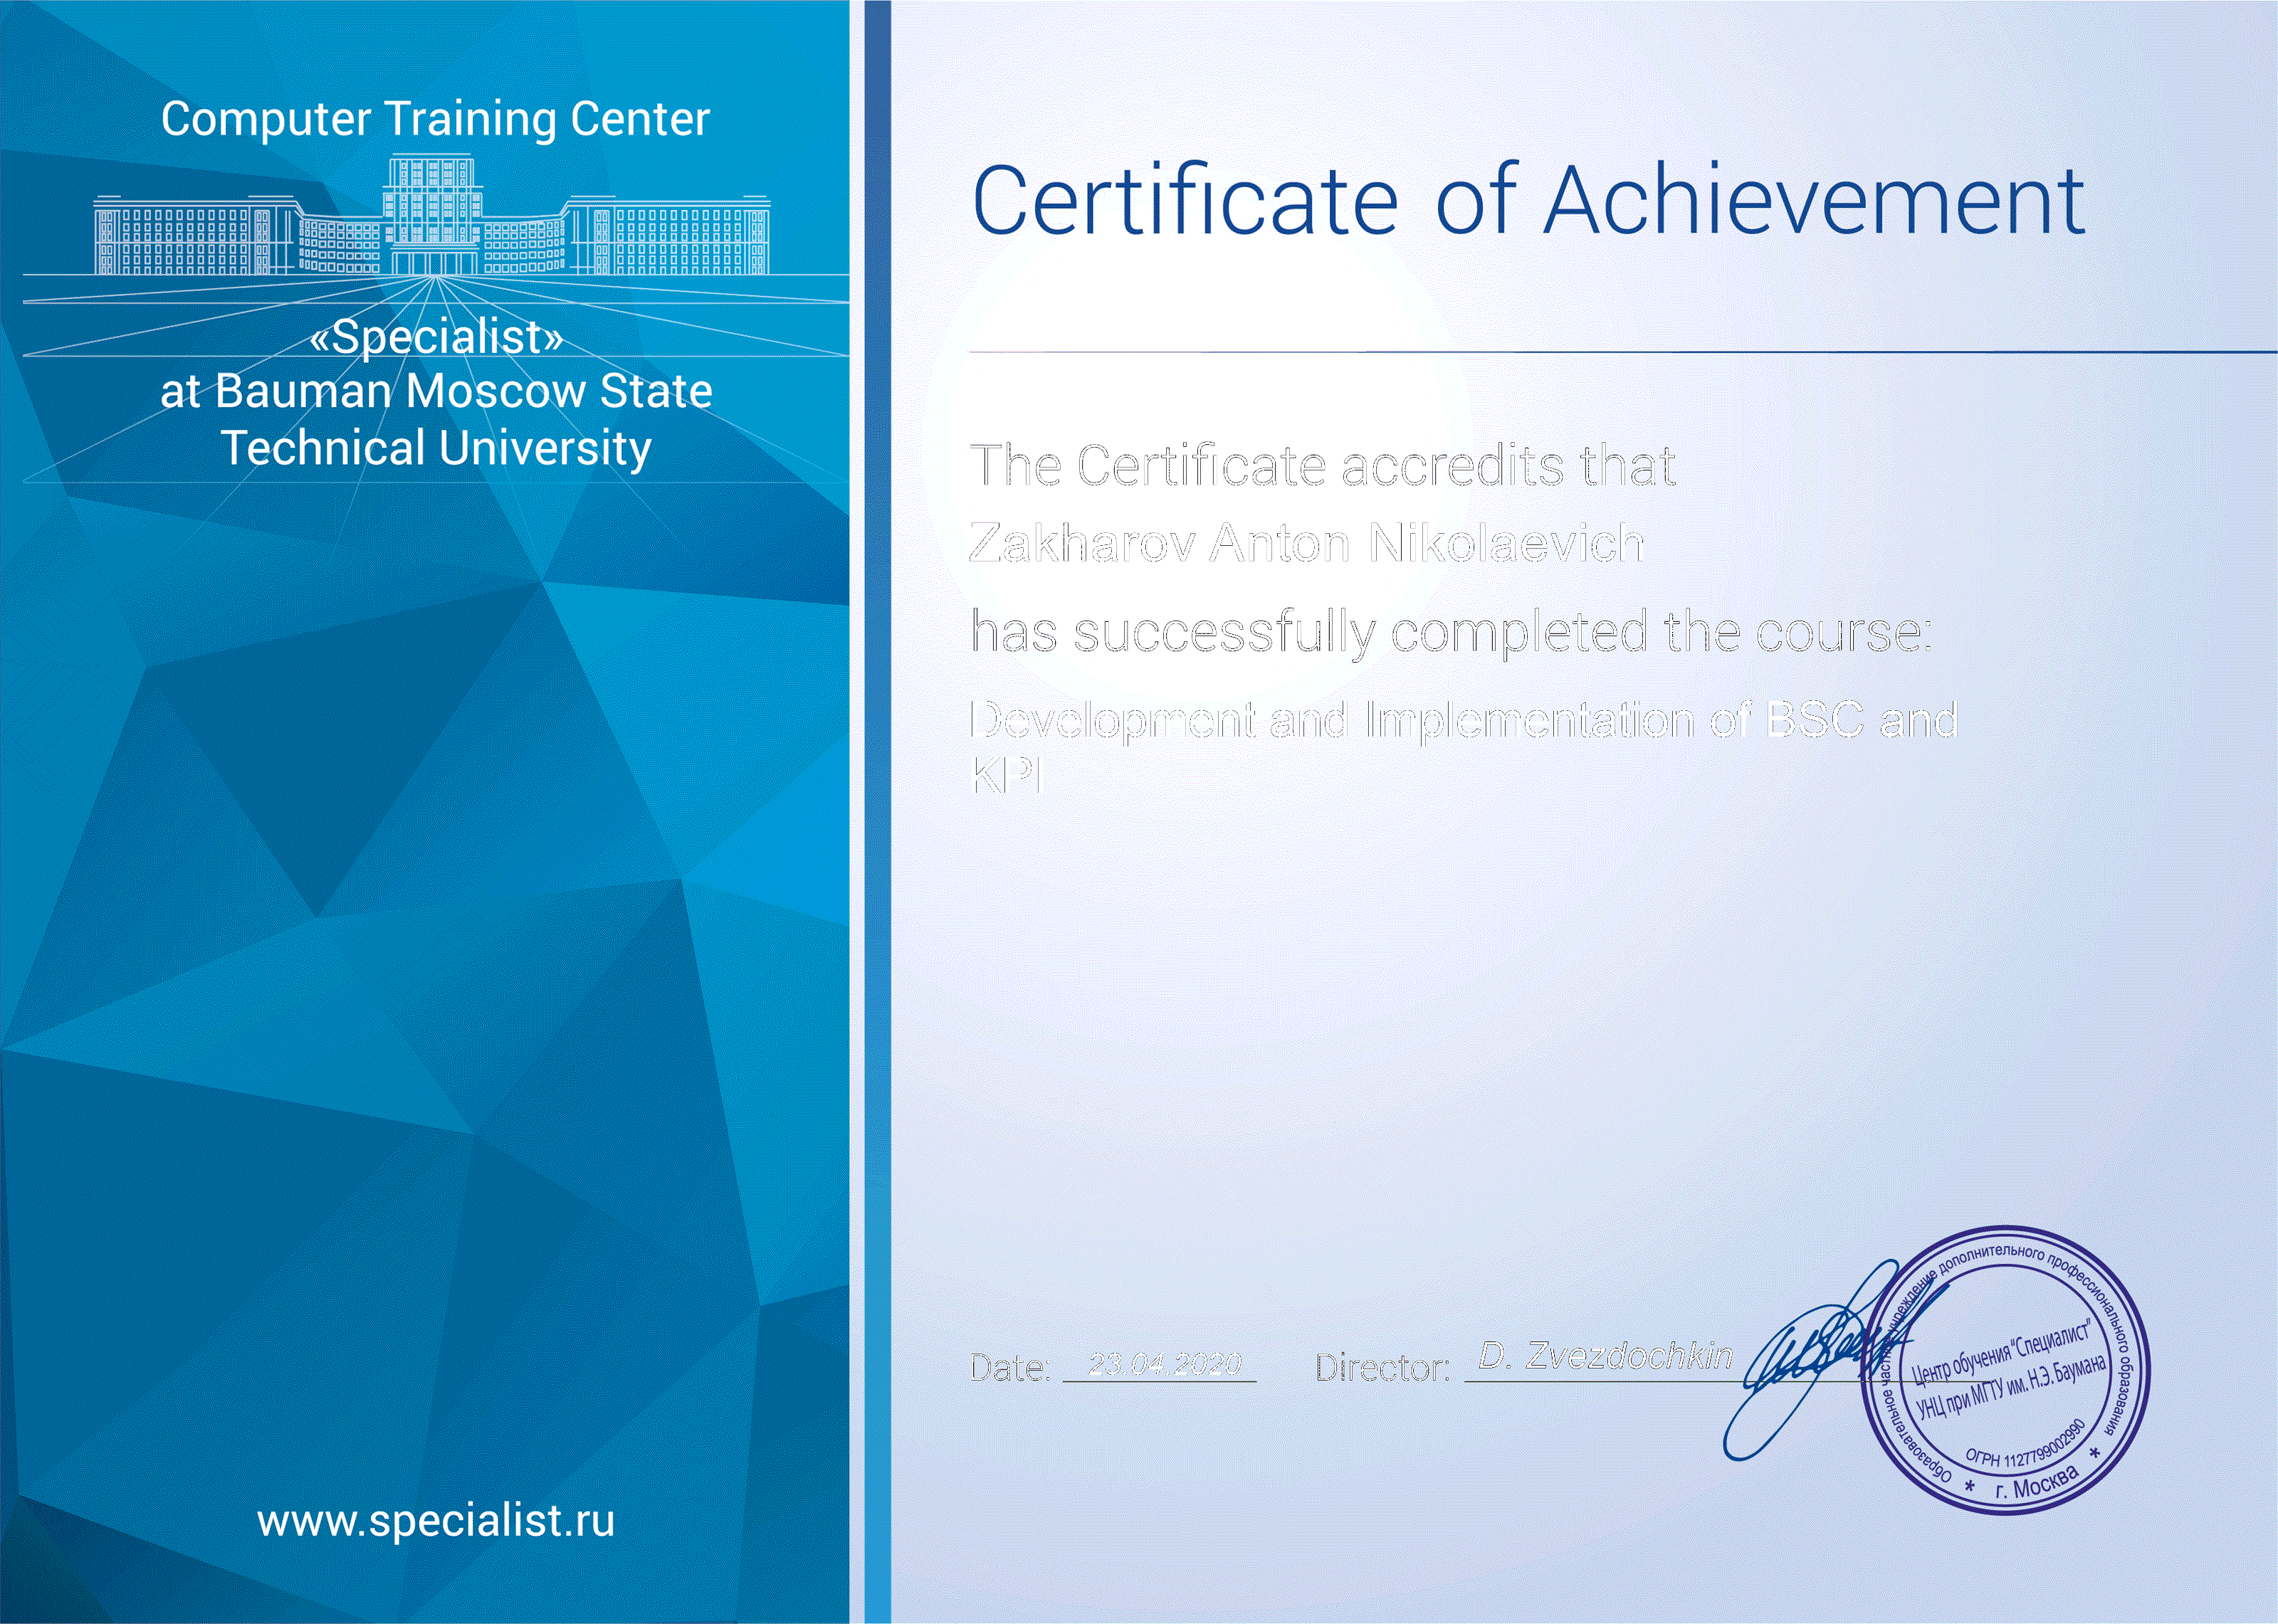 Computer Training Center
«Specialist»
at Bauman Moscow State
Technical University
www.specialist.ru
Certificate of Achievement
The Certificate accredits that
Zakharov Anton Nikolaevich
has successfully completed the course:
Development and Implementation of BSC and
KPI
Date: 23.04.2020 Director: D. Zvezdochkin
Образовательное частное учреждение дополнительного профессионального образования
Центр обучения "Специалист"
УНЦ при МГТУ им. Н.Э. Баумана
ОГРН 1127799002990
* г. Москва *